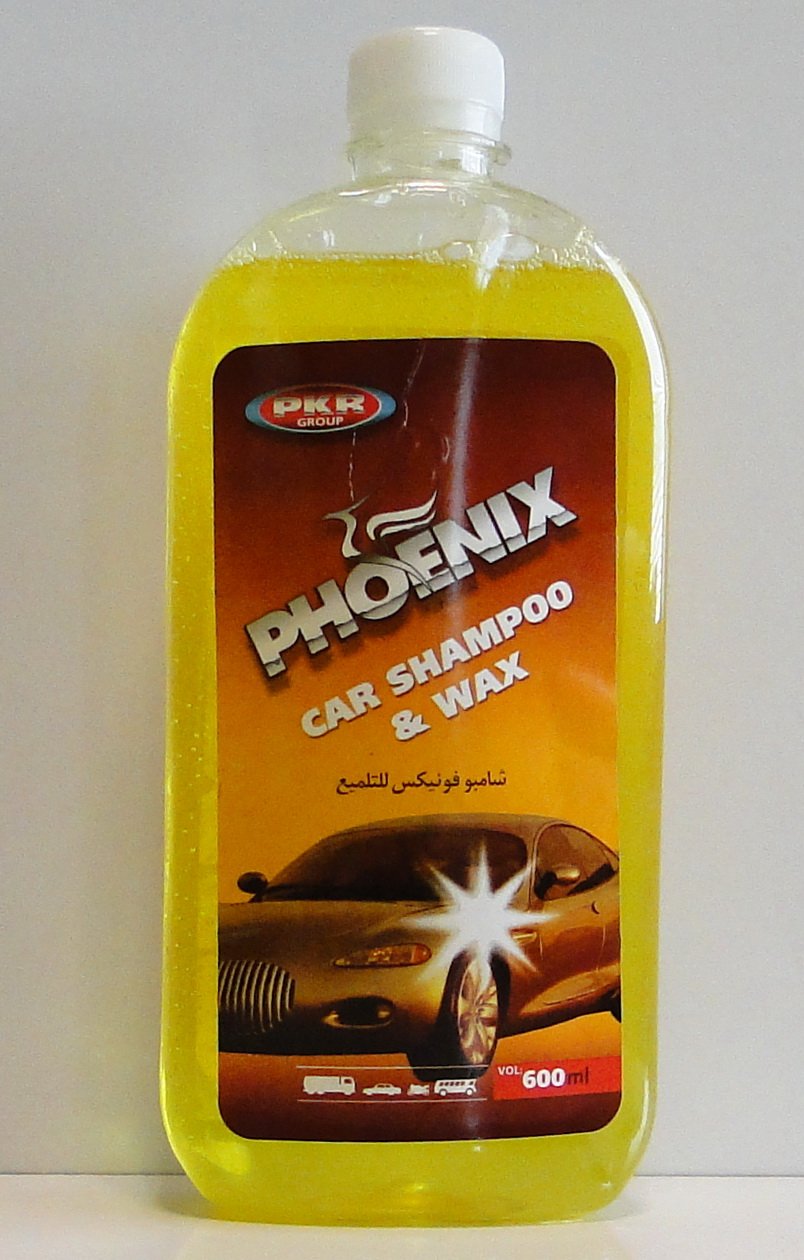 PKR
GROUP
PHOENIX
CAR SHAMPOO
& WAX
شامبو فونيكس للتلميع
VOL: 600ml